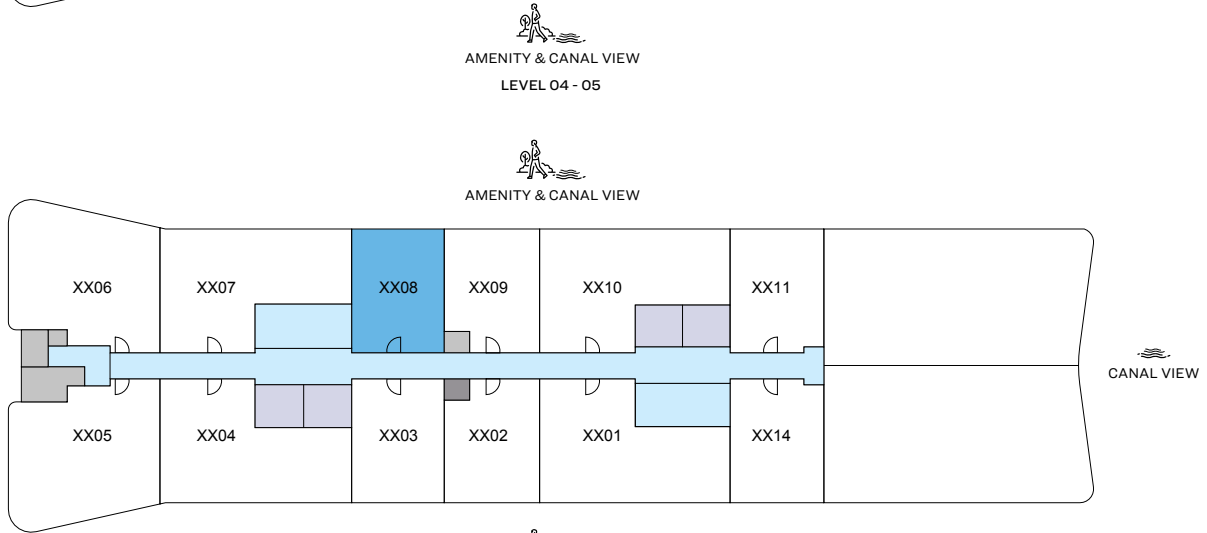 AMENITY & CANAL VIEW
LEVEL 04 - 05
AMENITY & CANAL VIEW
XX06 XX07 XX08 XX09 XX10 XX11
CANAL VIEW
XX05 XX04 XX03 XX02 XX01 XX14